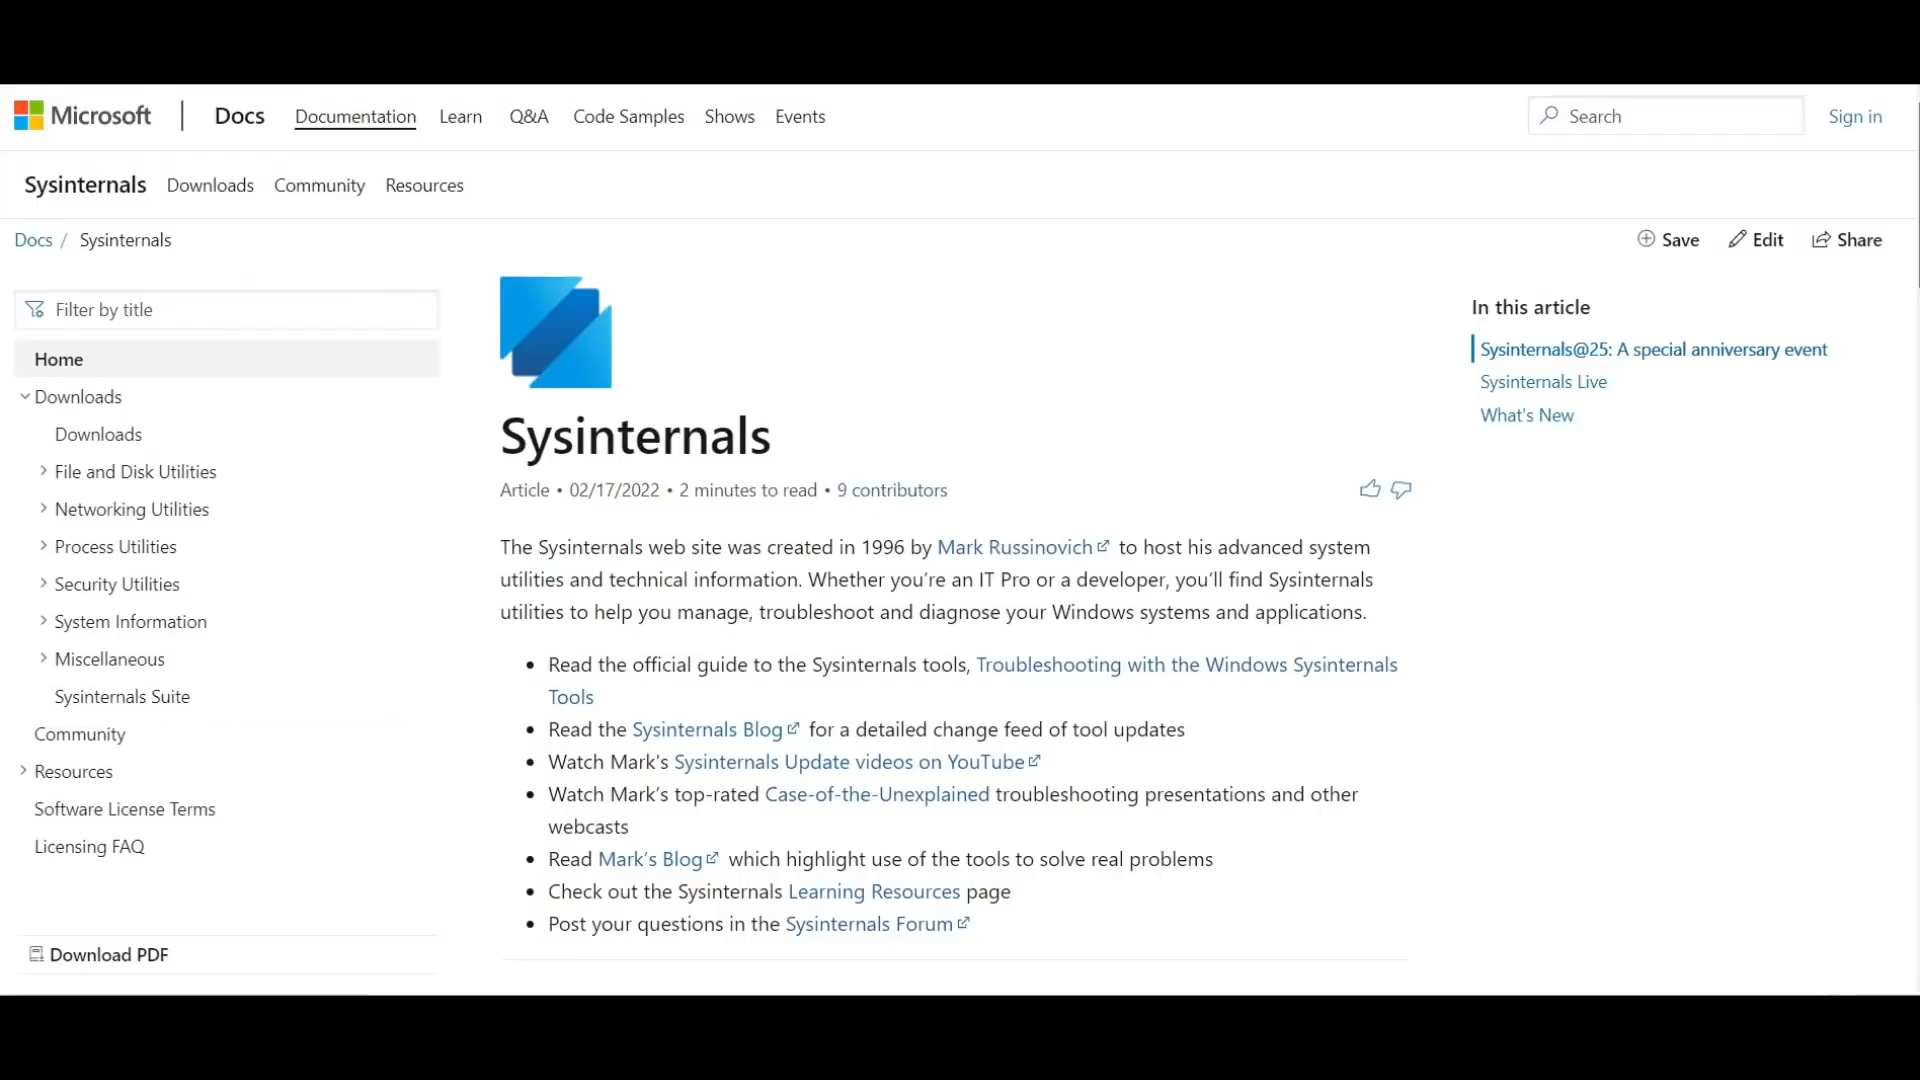 Microsoft Docs Documentation Learn Q&A Code Samples Shows Events Search Sign in
Sysinternals Downloads Community Resources
Docs / Sysinternals Save Edit Share
Filter by title
Home
Downloads
Downloads
File and Disk Utilities
Networking Utilities
Process Utilities
Security Utilities
System Information
Miscellaneous
Sysinternals Suite
Community
Resources
Software License Terms
Licensing FAQ
Download PDF
Sysinternals
Article • 02/17/2022 • 2 minutes to read • 9 contributors
The Sysinternals web site was created in 1996 by Mark Russinovich to host his advanced system
utilities and technical information. Whether you’re an IT Pro or a developer, you’ll find Sysinternals
utilities to help you manage, troubleshoot and diagnose your Windows systems and applications.
• Read the official guide to the Sysinternals tools, Troubleshooting with the Windows Sysinternals
Tools
• Read the Sysinternals Blog for a detailed change feed of tool updates
• Watch Mark's Sysinternals Update videos on YouTube
• Watch Mark’s top-rated Case-of-the-Unexplained troubleshooting presentations and other
webcasts
• Read Mark’s Blog which highlight use of the tools to solve real problems
• Check out the Sysinternals Learning Resources page
• Post your questions in the Sysinternals Forum
In this article
Sysinternals@25: A special anniversary event
Sysinternals Live
What's New